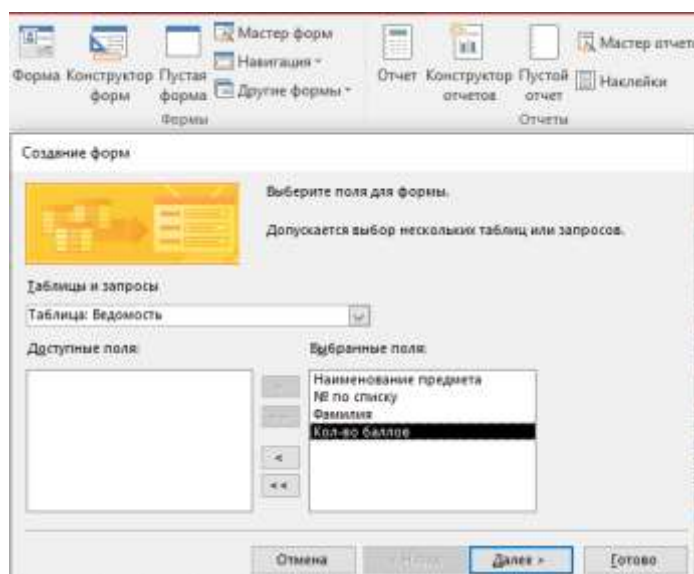 Мастер форм
Навигация
Форма Конструктор форм Пустая форма Другие формы
Формы
Отчет Конструктор отчетов Пустой отчет Мастер отчет
Наклейки
Отчеты
Создание форм
Выберите поля для формы.
Допускается выбор нескольких таблиц или запросов.
Таблицы и запросы
Таблица: Ведомость
Доступные поля:
Выбранные поля:
Наименование предмета
№ по списку
Фамилия
Кол-во баллов
>
>>
<
<<
Отмена
< Назад
Далее >
Готово